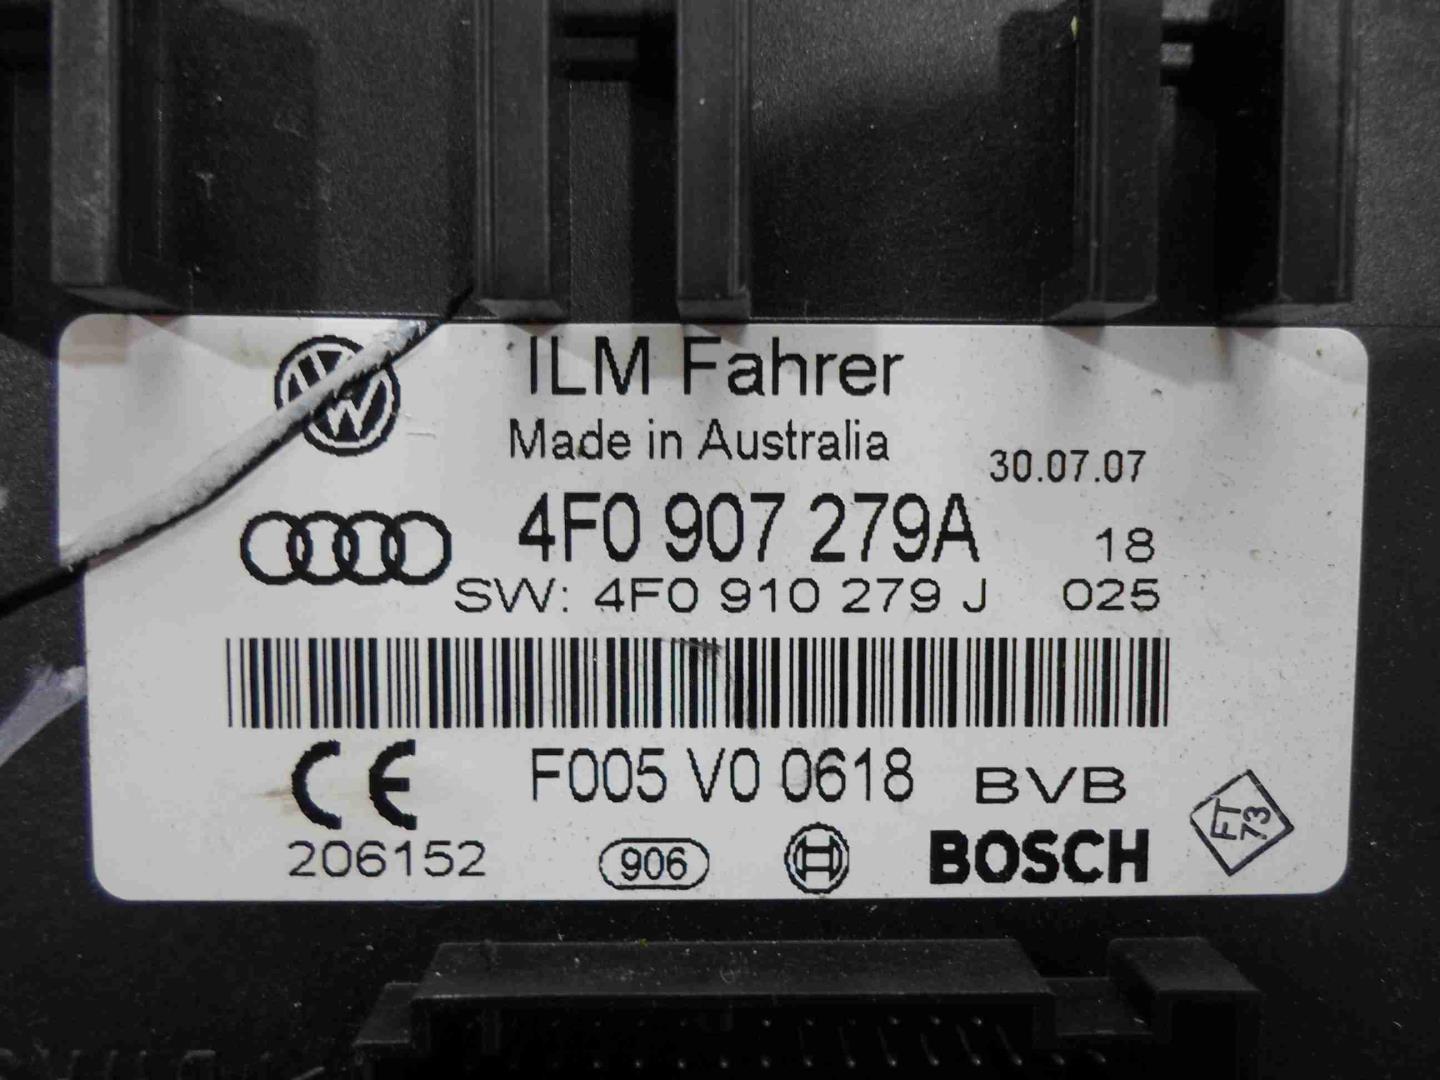 ILM Fahrer
Made in Australia
30.07.07
4F0 907 279A
18
SW: 4F0 910 279 J 025
CE F005 V0 0618 BVB
206152 906 BOSCH
FT
73